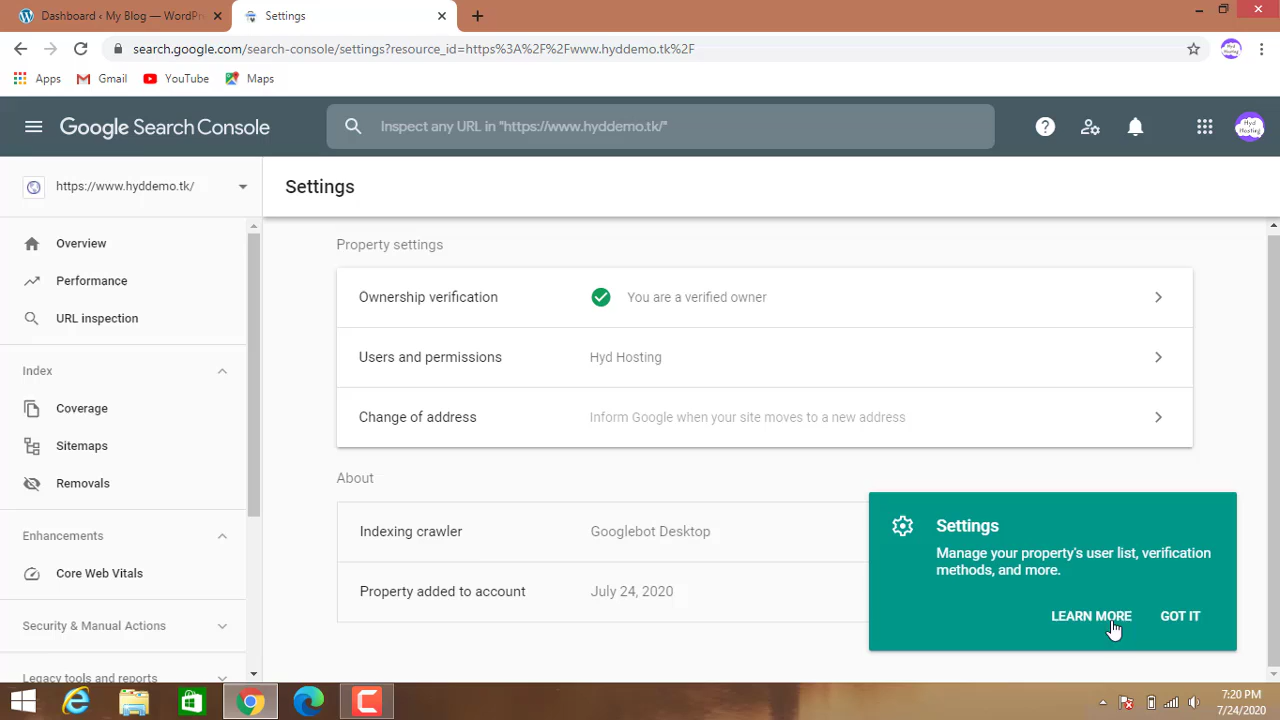 Dashboard ‹ My Blog — WordPr
Settings
search.google.com/search-console/settings?resource_id=https%3A%2F%2Fwww.hyddemo.tk%2F
Apps
Gmail
YouTube
Maps
Google Search Console
Inspect any URL in "https://www.hyddemo.tk/"
Hyd Hosting
https://www.hyddemo.tk/
Settings
Overview
Performance
URL inspection
Index
Coverage
Sitemaps
Removals
Enhancements
Core Web Vitals
Security & Manual Actions
Legacy tools and reports
Property settings
Ownership verification
You are a verified owner
Users and permissions
Hyd Hosting
Change of address
Inform Google when your site moves to a new address
About
Indexing crawler
Googlebot Desktop
Property added to account
July 24, 2020
Settings
Manage your property's user list, verification
methods, and more.
LEARN MORE
GOT IT
7:20 PM
7/24/2020